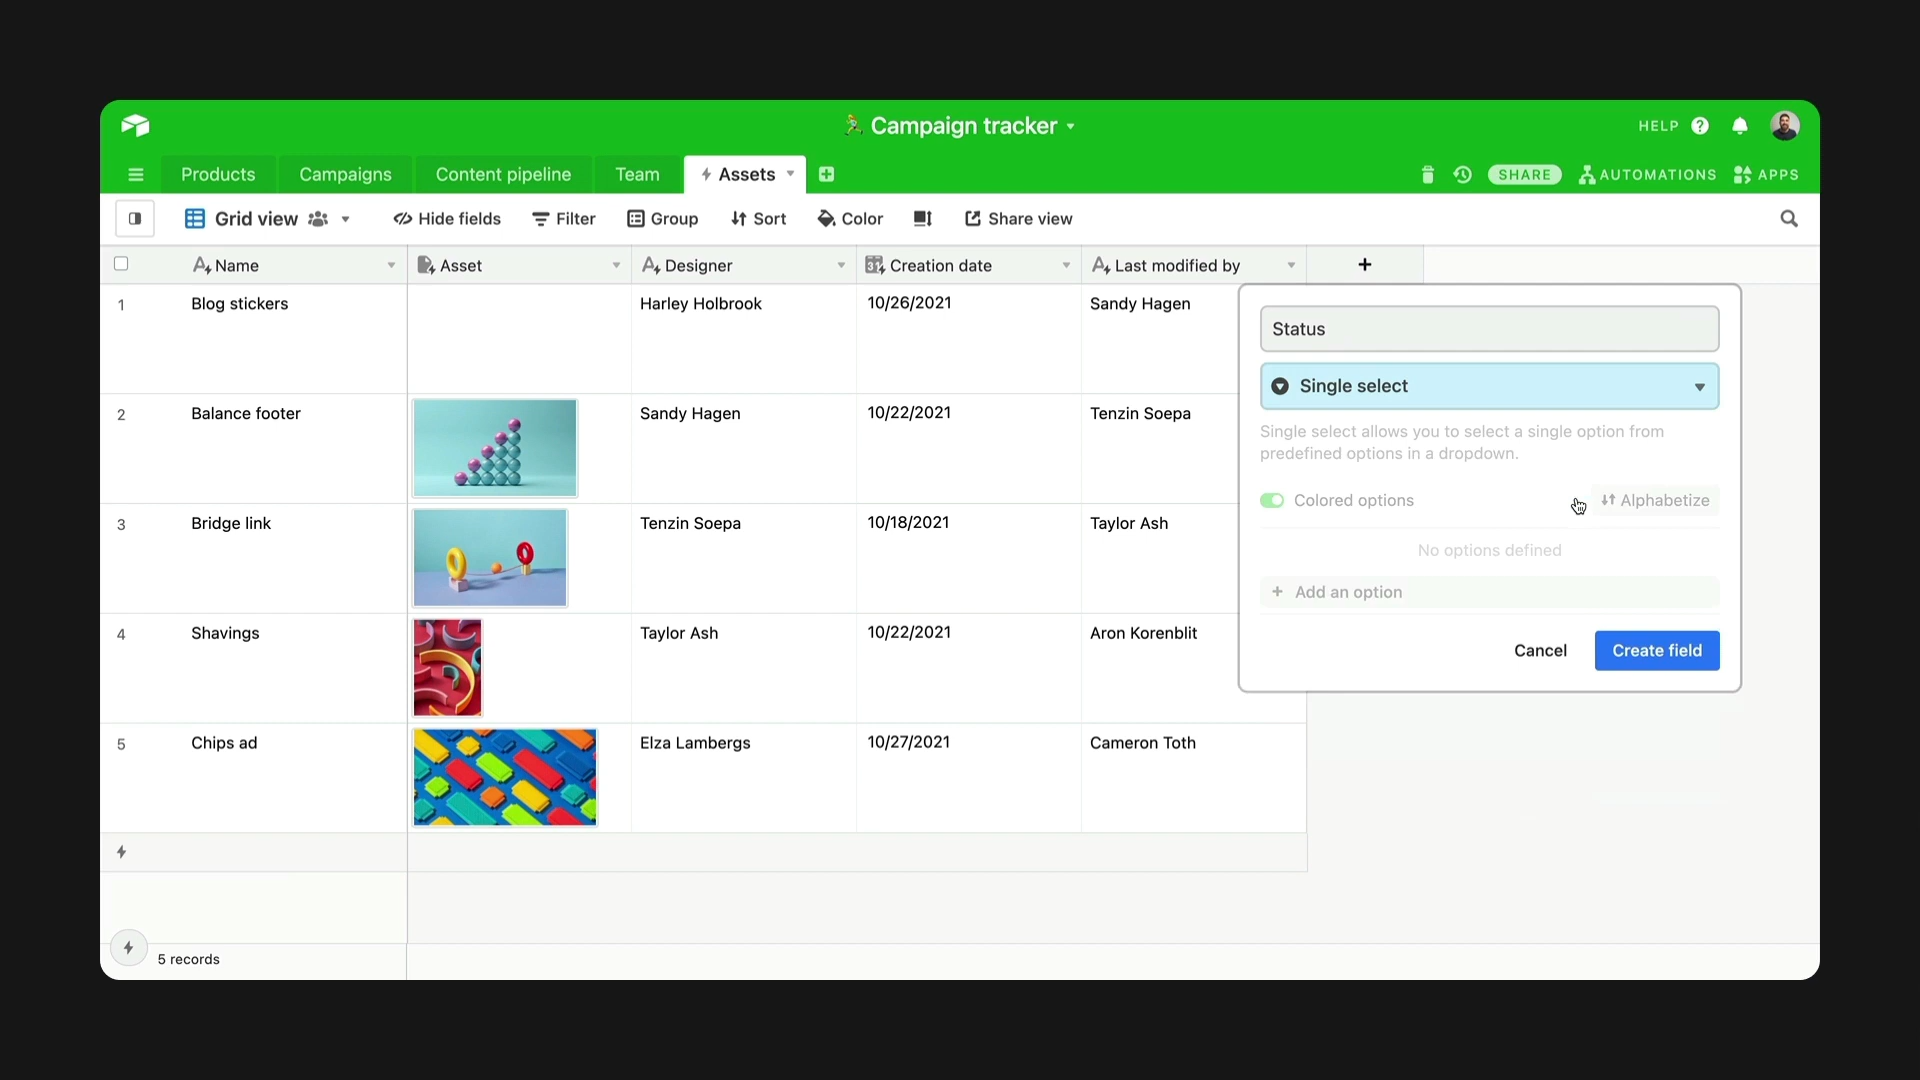 Campaign tracker
HELP
Products
Campaigns
Content pipeline
Team
Assets
SHARE
AUTOMATIONS
APPS
Grid view
Hide fields
Filter
Group
Sort
Color
Share view
Name
Asset
Designer
31
Creation date
Last modified by
1
Blog stickers
Harley Holbrook
10/26/2021
Sandy Hagen
2
Balance footer
Sandy Hagen
10/22/2021
Tenzin Soepa
3
Bridge link
Tenzin Soepa
10/18/2021
Taylor Ash
4
Shavings
Taylor Ash
10/22/2021
Aron Korenblit
5
Chips ad
Elza Lambergs
10/27/2021
Cameron Toth
5 records
Status
Single select
Single select allows you to select a single option from
predefined options in a dropdown.
Colored options
Alphabetize
No options defined
+ Add an option
Cancel
Create field